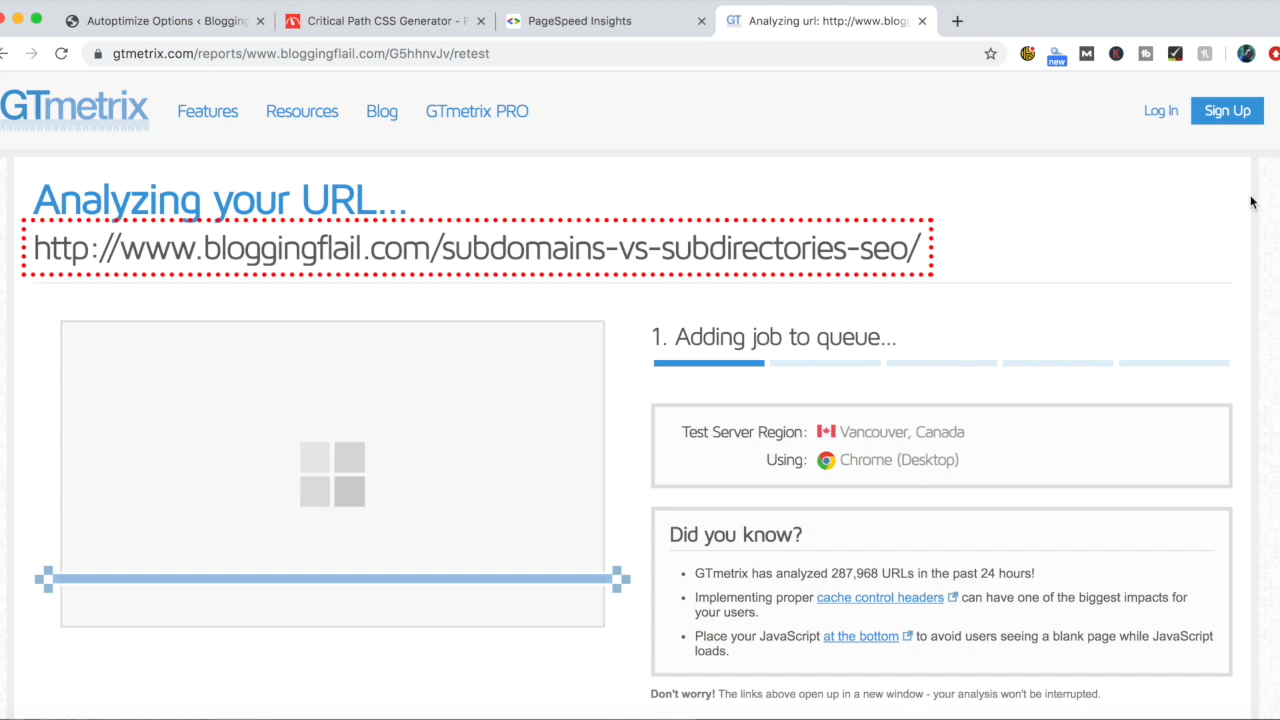 Autoptimize Options ‹ Blogging
Critical Path CSS Generator - P
PageSpeed Insights
GT Analyzing url: http://www.blogg
gtmetrix.com/reports/www.bloggingflail.com/G5hhnvJv/retest
new
GTmetrix
Features
Resources
Blog
GTmetrix PRO
Log In
Sign Up
Analyzing your URL...
http://www.bloggingflail.com/subdomains-vs-subdirectories-seo/
1. Adding job to queue...
Test Server Region: Vancouver, Canada
Using: Chrome (Desktop)
Did you know?
• GTmetrix has analyzed 287,968 URLs in the past 24 hours!
• Implementing proper cache control headers can have one of the biggest impacts for
your users.
• Place your JavaScript at the bottom to avoid users seeing a blank page while JavaScript
loads.
Don't worry! The links above open up in a new window - your analysis won't be interrupted.